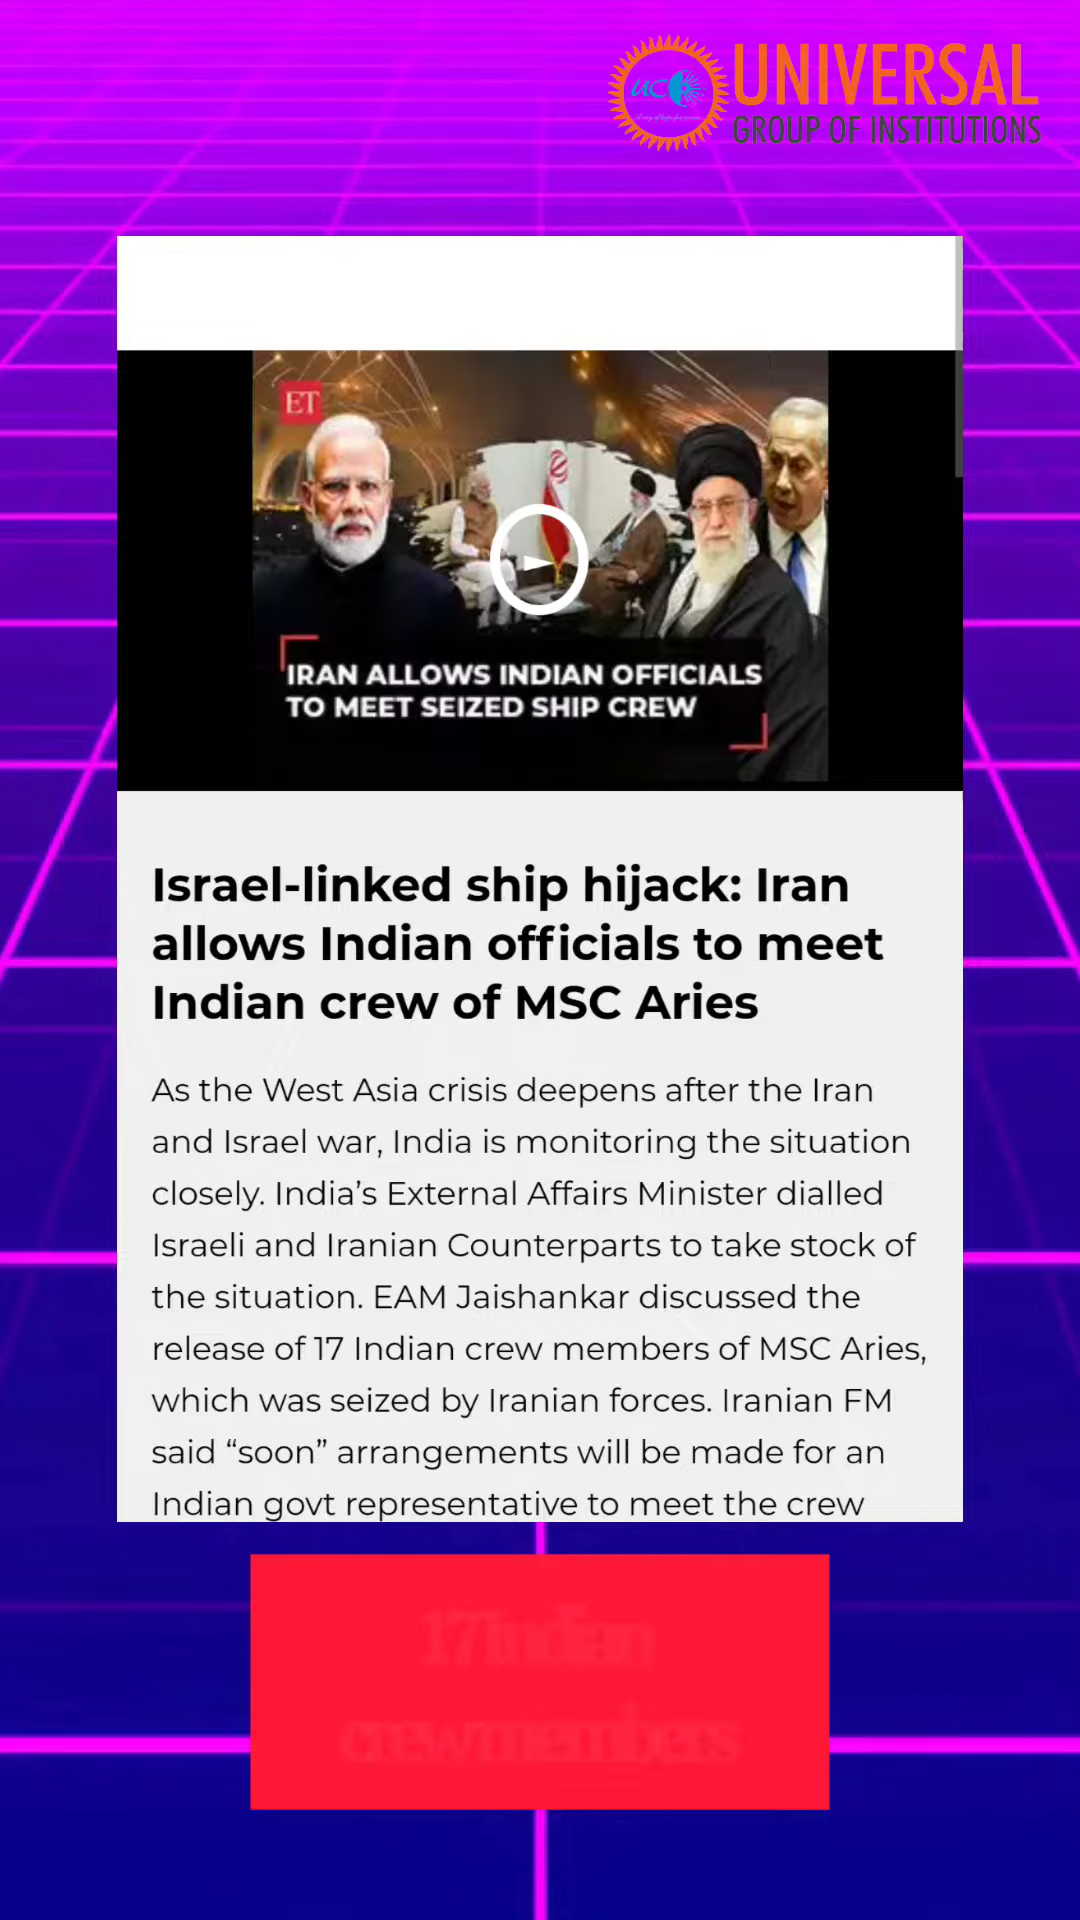 UC
UNIVERSAL
GROUP OF INSTITUTIONS
ET
IRAN ALLOWS INDIAN OFFICIALS
TO MEET SEIZED SHIP CREW
Israel-linked ship hijack: Iran
allows Indian officials to meet
Indian crew of MSC Aries
As the West Asia crisis deepens after the Iran
and Israel war, India is monitoring the situation
closely. India’s External Affairs Minister dialled
Israeli and Iranian Counterparts to take stock of
the situation. EAM Jaishankar discussed the
release of 17 Indian crew members of MSC Aries,
which was seized by Iranian forces. Iranian FM
said “soon” arrangements will be made for an
Indian govt representative to meet the crew
17 Indian
crew members